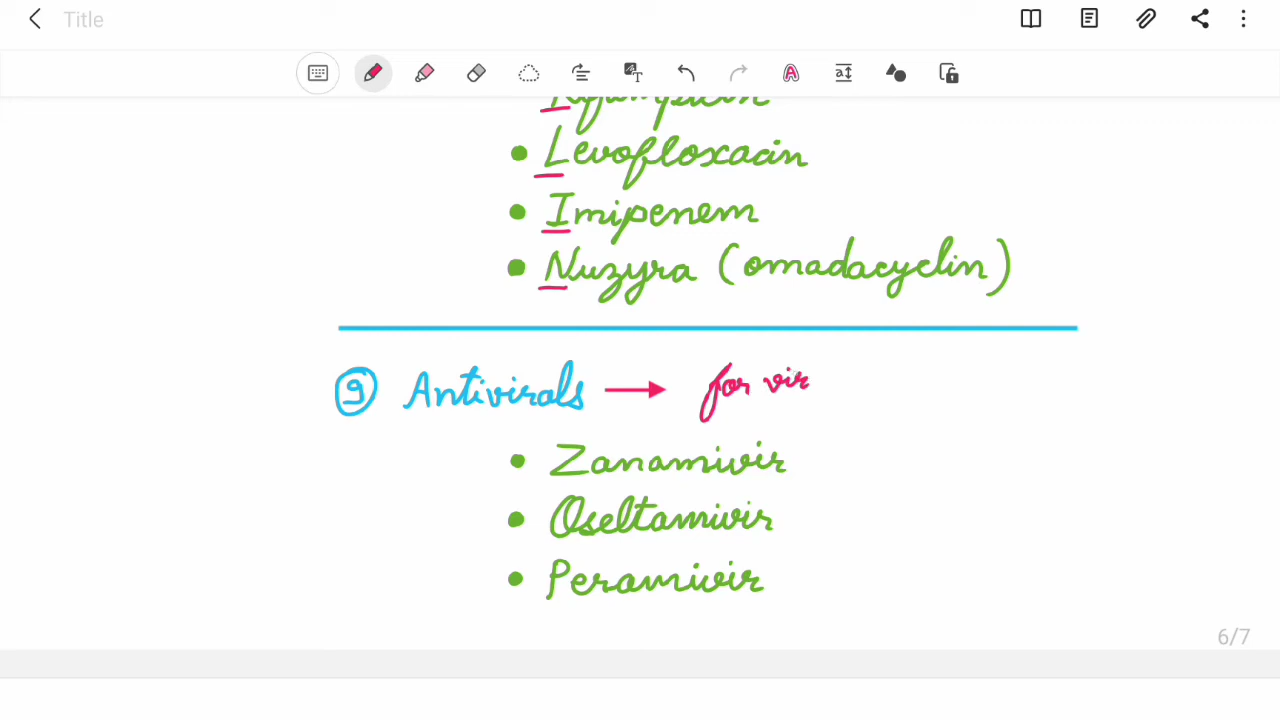 Title
• Levofloxacin
• Imipenem
• Nuzyra (omadacyclin)
9 Antivirals → for vir
• Zanamivir
• Oseltamivir
• Peramivir
6/7